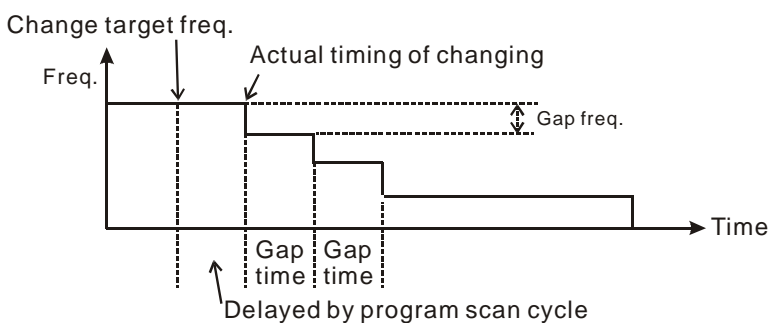 Change target freq.
Actual timing of changing
Freq.
Gap freq.
Time
Gap
time
Gap
time
Delayed by program scan cycle